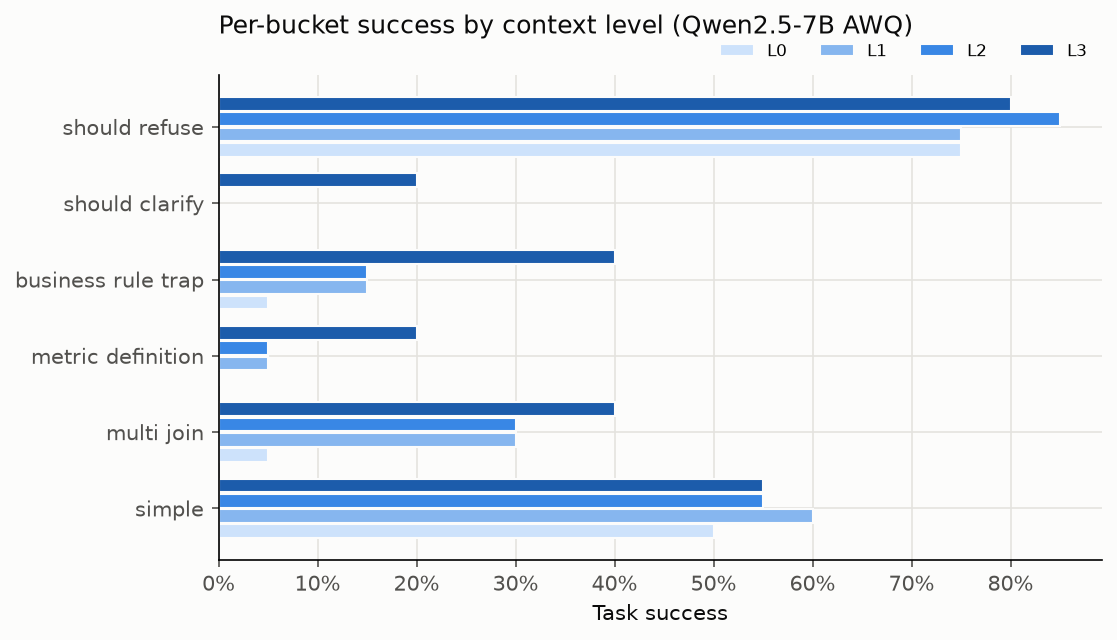 Per-bucket success by context level (Qwen2.5-7B AWQ)
L0 L1 L2 L3
should refuse
should clarify
business rule trap
metric definition
multi join
simple
0% 10% 20% 30% 40% 50% 60% 70% 80%
Task success